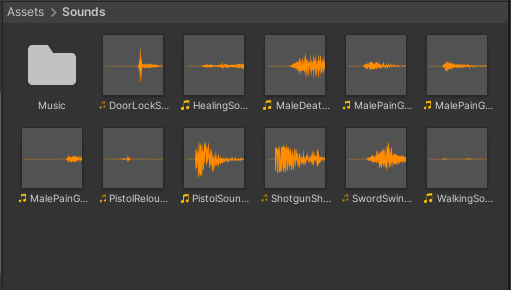 Assets > Sounds
Music
DoorLockS...
HealingSo...
MaleDeat...
MalePainG...
MalePainG...
MalePainG...
PistolRelou...
PistolSoun...
ShotgunSh...
SwordSwin...
WalkingSo...